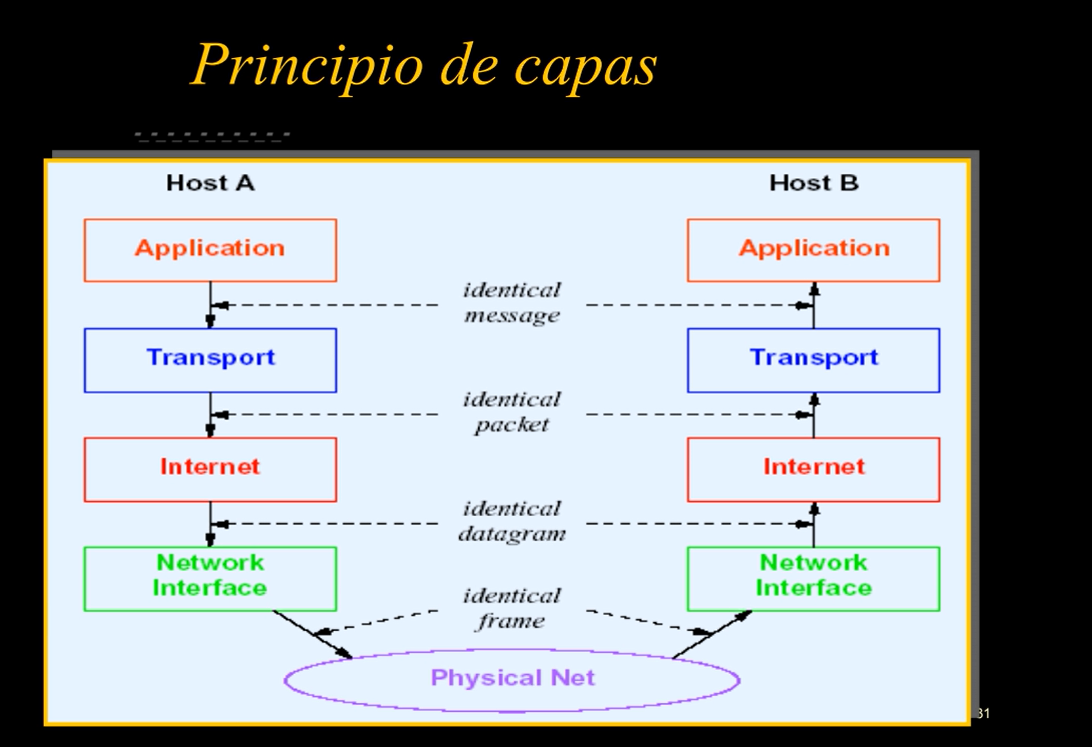 Principio de capas
Host A
Host B
Application
Application
identical
message
Transport
Transport
identical
packet
Internet
Internet
identical
datagram
Network
Interface
Network
Interface
identical
frame
Physical Net
31